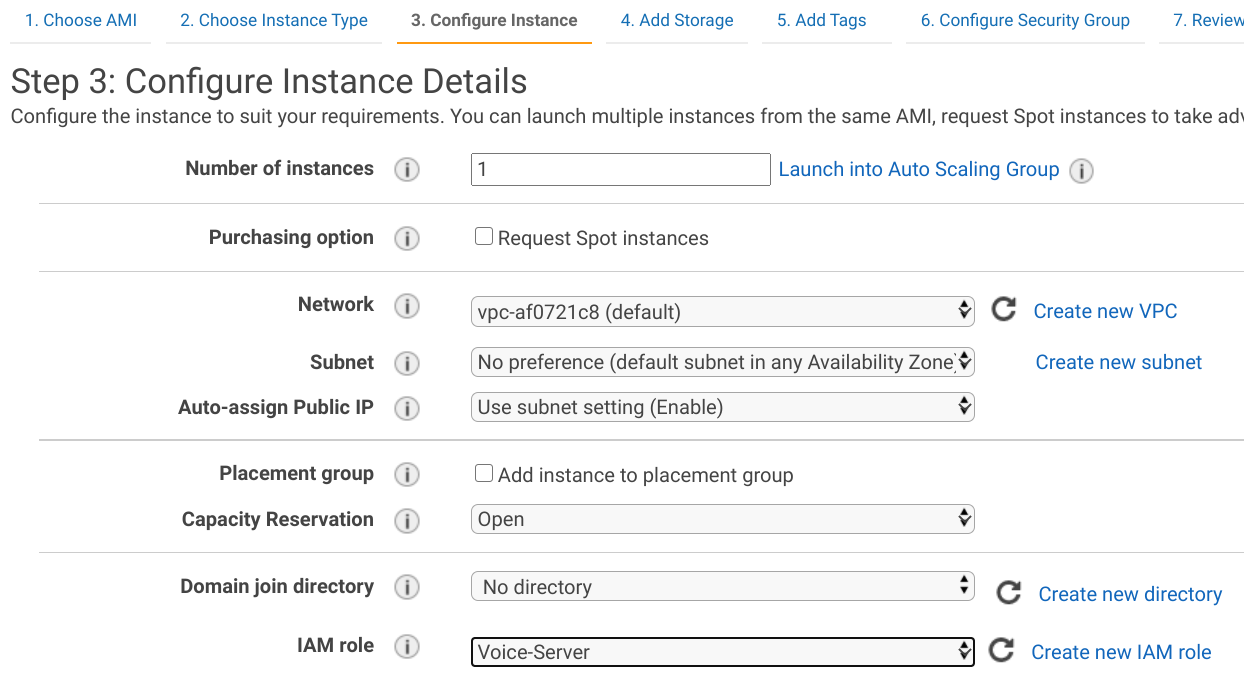 1. Choose AMI 2. Choose Instance Type 3. Configure Instance 4. Add Storage 5. Add Tags 6. Configure Security Group 7. Review
Step 3: Configure Instance Details
Configure the instance to suit your requirements. You can launch multiple instances from the same AMI, request Spot instances to take
Number of instances i 1 Launch into Auto Scaling Group i
Purchasing option i Request Spot instances
Network i vpc-af0721c8 (default) Create new VPC
Subnet i No preference (default subnet in any Availability Zone) Create new subnet
Auto-assign Public IP i Use subnet setting (Enable)
Placement group i Add instance to placement group
Capacity Reservation i Open
Domain join directory i No directory Create new directory
IAM role i Voice-Server Create new IAM role